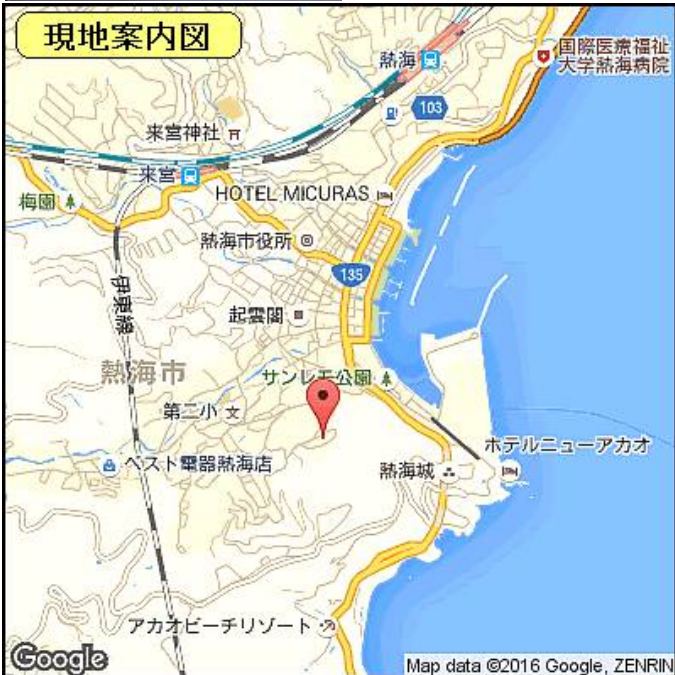 現地案内図
熱海
国際医療福祉
大学熱海病院
103
来宮神社
来宮
HOTEL MICURAS
梅園
熱海市役所
135
伊東線
起雲閣
熱海市
サンレモ公園
第二小
ホテルニューアカオ
ベスト電器熱海店
熱海城
アカオビーチリゾート
Google
Map data ©2016 Google, ZENRIN